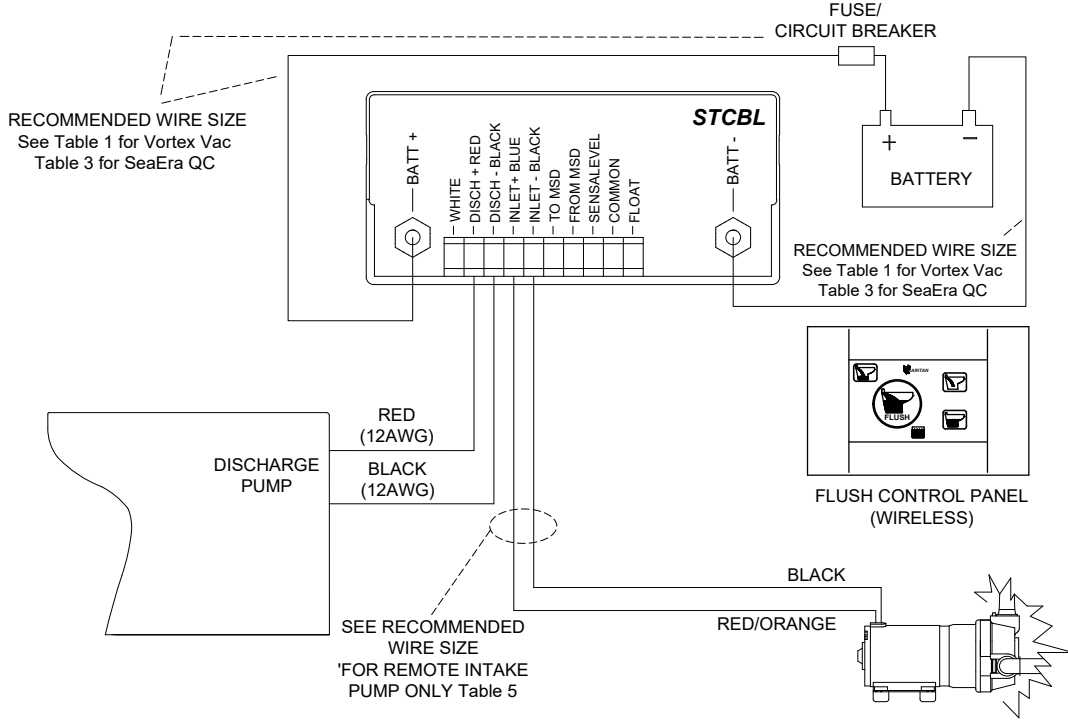 FUSE/
CIRCUIT BREAKER
RECOMMENDED WIRE SIZE
See Table 1 for Vortex Vac
Table 3 for SeaEra QC
STCBL
BATT +
WHITE
DISCH + RED
DISCH - BLACK
INLET+ BLUE
INLET - BLACK
TO MSD
FROM MSD
SENSALEVEL
COMMON
FLOAT
BATT -
+
−
BATTERY
RECOMMENDED WIRE SIZE
See Table 1 for Vortex Vac
Table 3 for SeaEra QC
ARITAN
FLUSH
FLUSH CONTROL PANEL
(WIRELESS)
DISCHARGE
PUMP
RED
(12AWG)
BLACK
(12AWG)
BLACK
RED/ORANGE
SEE RECOMMENDED
WIRE SIZE
'FOR REMOTE INTAKE
PUMP ONLY Table 5